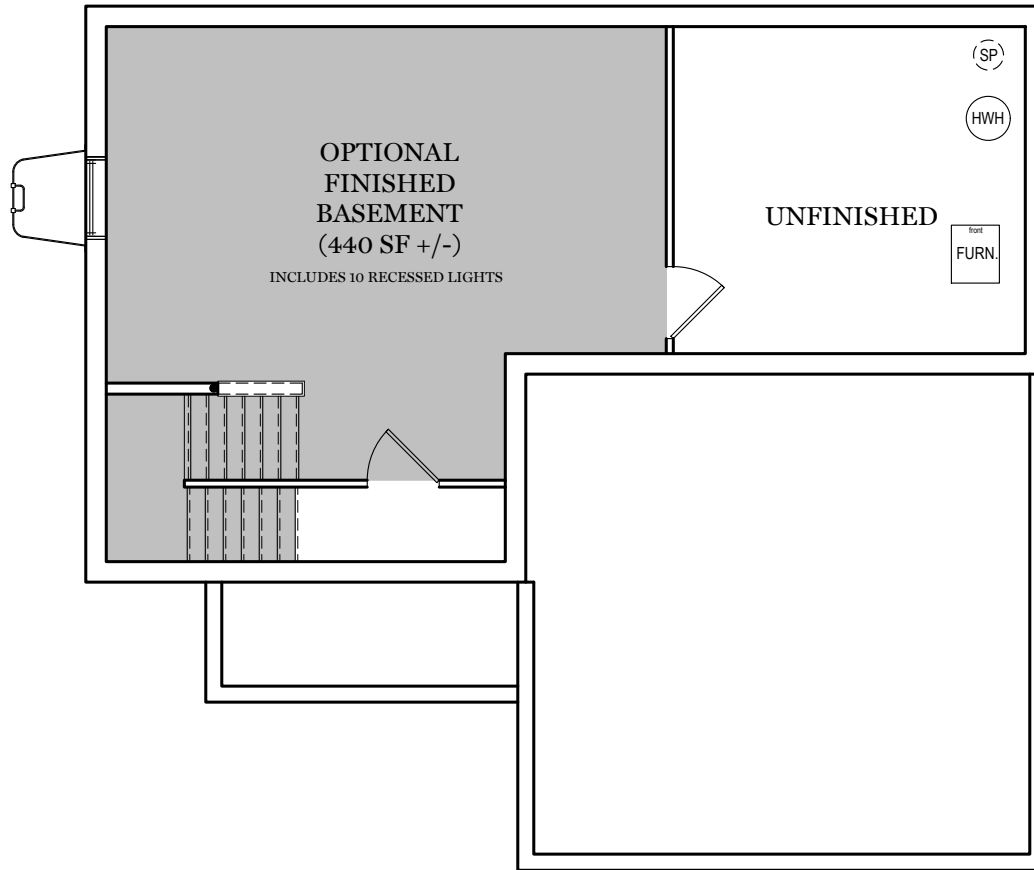 OPTIONAL
FINISHED
BASEMENT
(440 SF +/-)
INCLUDES 10 RECESSED LIGHTS
UNFINISHED
SP
HWH
front
FURN.